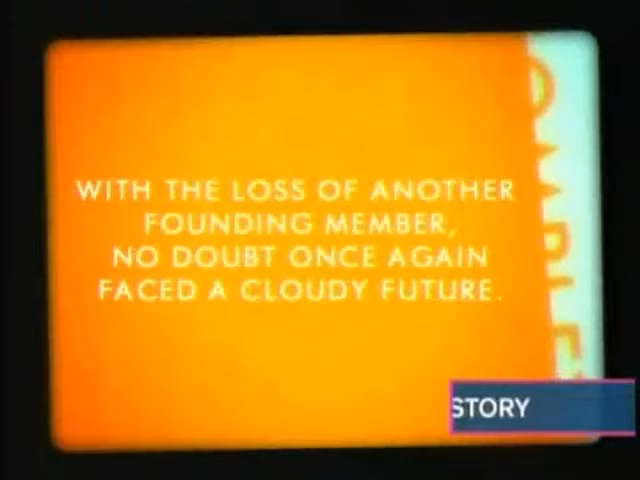 WITH THE LOSS OF ANOTHER
FOUNDING MEMBER,
NO DOUBT ONCE AGAIN
FACED A CLOUDY FUTURE.
STORY